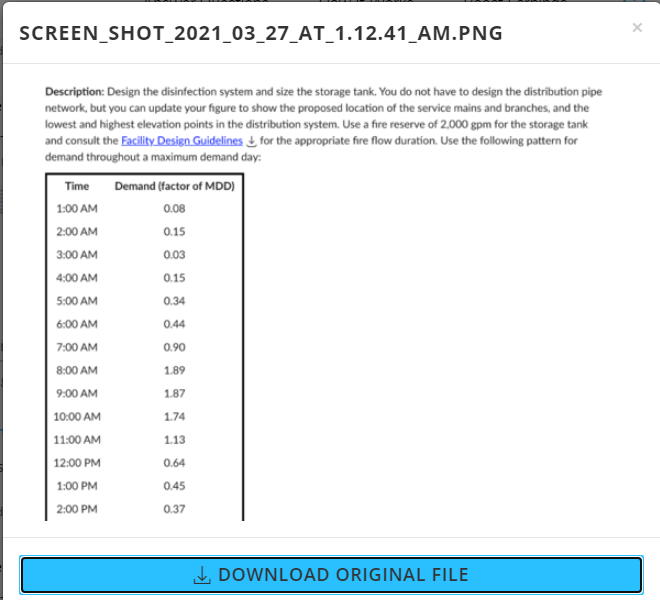 SCREEN_SHOT_2021_03_27_AT_1.12.41_AM.PNG
×
Description: Design the disinfection system and size the storage tank. You do not have to design the distribution pipe
network, but you can update your figure to show the proposed location of the service mains and branches, and the
lowest and highest elevation points in the distribution system. Use a fire reserve of 2,000 gpm for the storage tank
and consult the Facility Design Guidelines for the appropriate fire flow duration. Use the following pattern for
demand throughout a maximum demand day:
Time Demand (factor of MDD)
1:00 AM 0.08
2:00 AM 0.15
3:00 AM 0.03
4:00 AM 0.15
5:00 AM 0.34
6:00 AM 0.44
7:00 AM 0.90
8:00 AM 1.89
9:00 AM 1.87
10:00 AM 1.74
11:00 AM 1.13
12:00 PM 0.64
1:00 PM 0.45
2:00 PM 0.37
DOWNLOAD ORIGINAL FILE